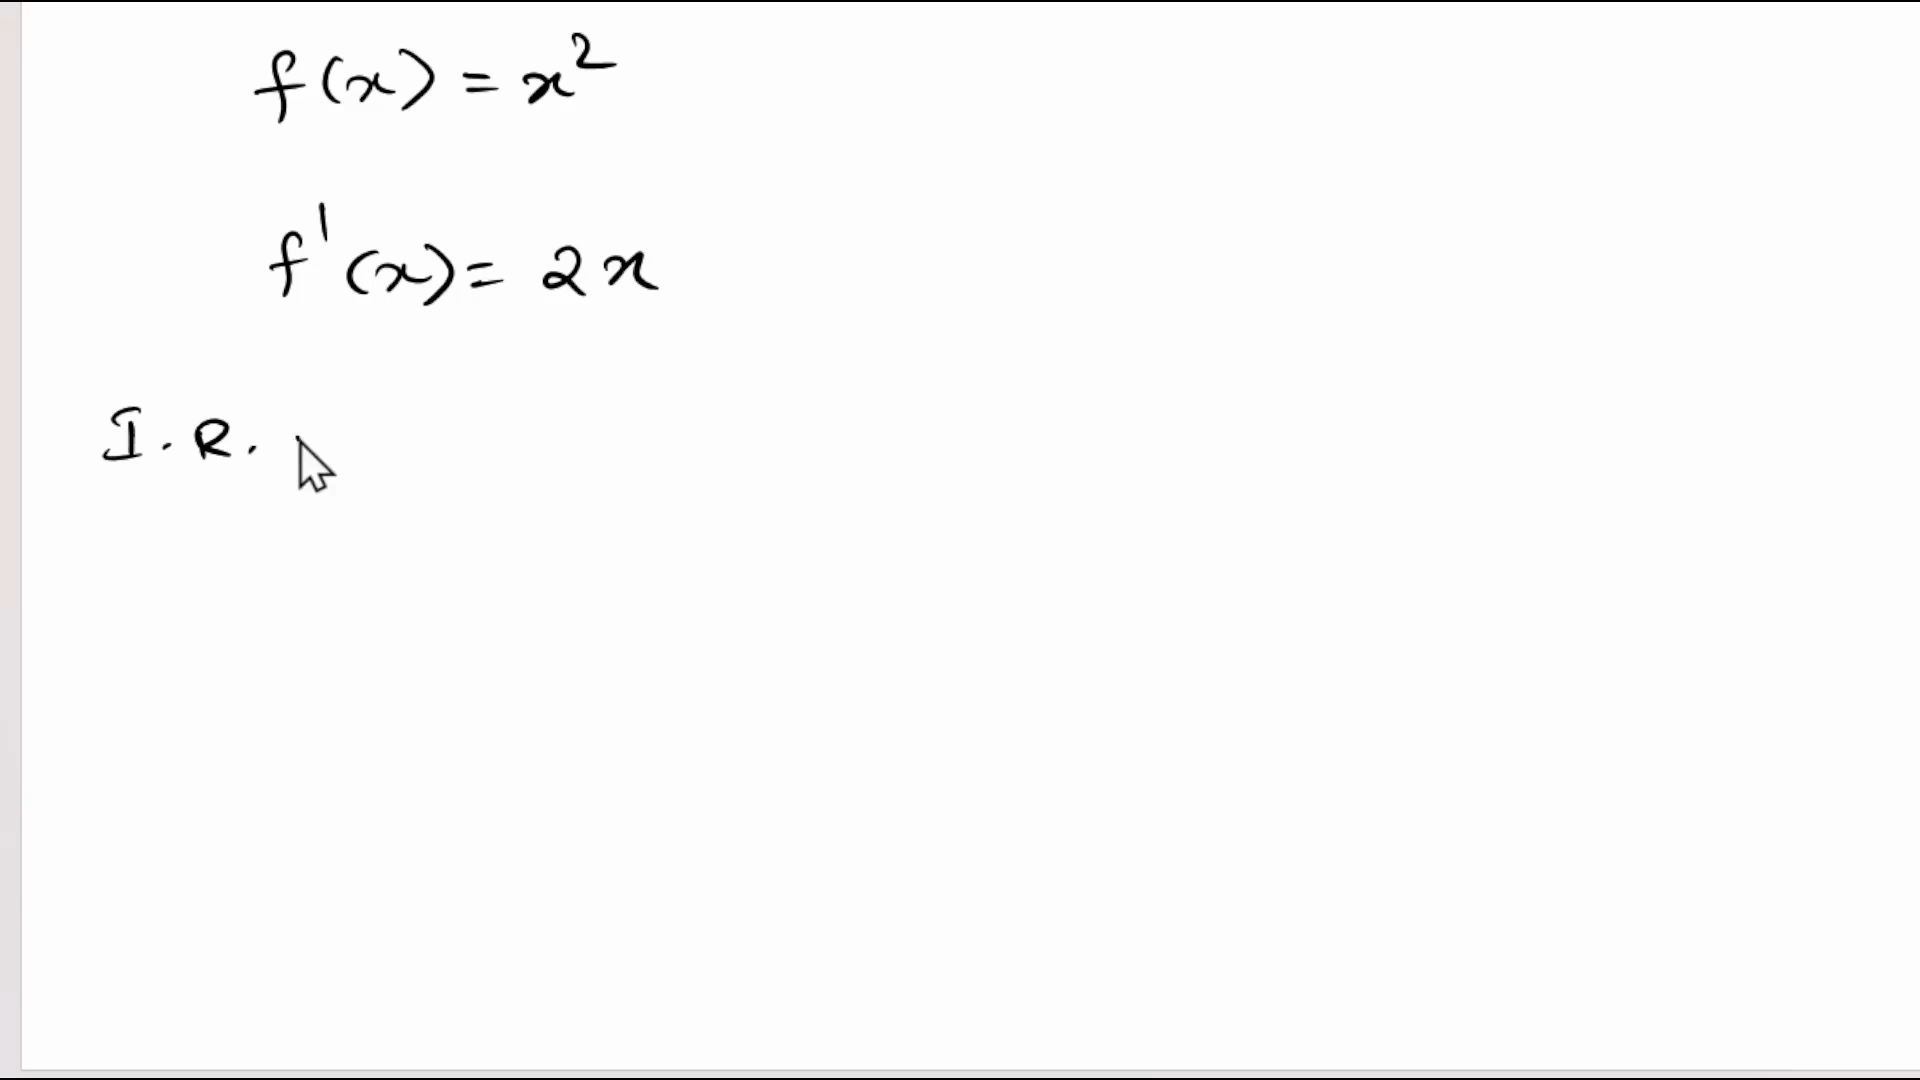 f(x) = x²
f'(x) = 2x
I.R.